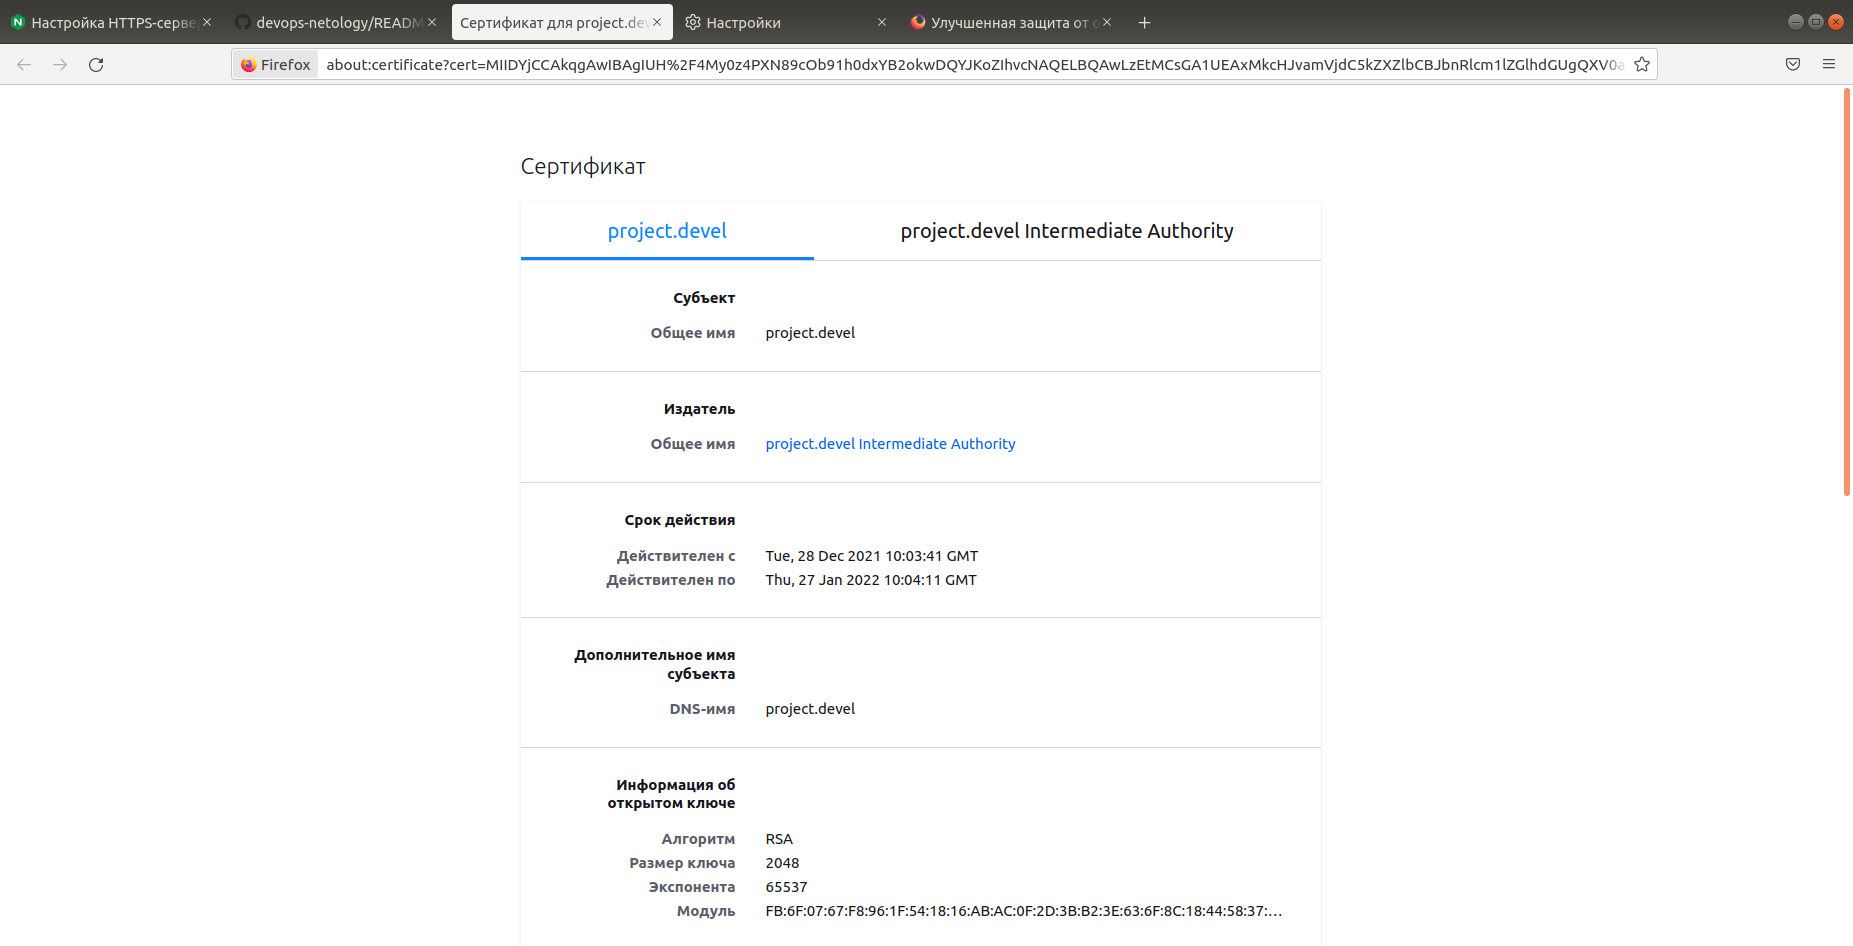 Настройка HTTPS-серве
devops-netology/READM
Сертификат для project.dev
Настройки
Улучшенная защита от о
Firefox
about:certificate?cert=MIIDYjCCAkqgAwIBAgIUH%2F4My0z4PXN89cOb91h0dxYB2okwDQYJKoZIhvcNAQELBQAwLzEtMCsGA1UEAxMkcHJvamVjdC5kZXZlbCBJbnRlcm1lZGlhdGUgQXV0a
Сертификат
project.devel
project.devel Intermediate Authority
Субъект
Общее имя project.devel
Издатель
Общее имя project.devel Intermediate Authority
Срок действия
Действителен с Tue, 28 Dec 2021 10:03:41 GMT
Действителен по Thu, 27 Jan 2022 10:04:11 GMT
Дополнительное имя
субъекта
DNS-имя project.devel
Информация об
открытом ключе
Алгоритм RSA
Размер ключа 2048
Экспонента 65537
Модуль FB:6F:07:67:F8:96:1F:54:18:16:AB:AC:0F:2D:3B:B2:3E:63:6F:8C:18:44:58:37:…